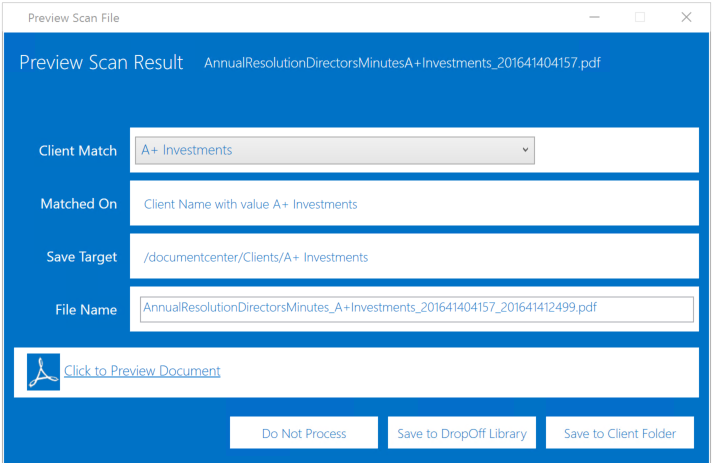 Preview Scan File
Preview Scan Result AnnualResolutionDirectorsMinutesA+Investments_201641404157.pdf
Client Match A+ Investments
Matched On Client Name with value A+ Investments
Save Target /documentcenter/Clients/A+ Investments
File Name AnnualResolutionDirectorsMinutes_A+Investments_201641404157_201641412499.pdf
Click to Preview Document
Do Not Process Save to DropOff Library Save to Client Folder